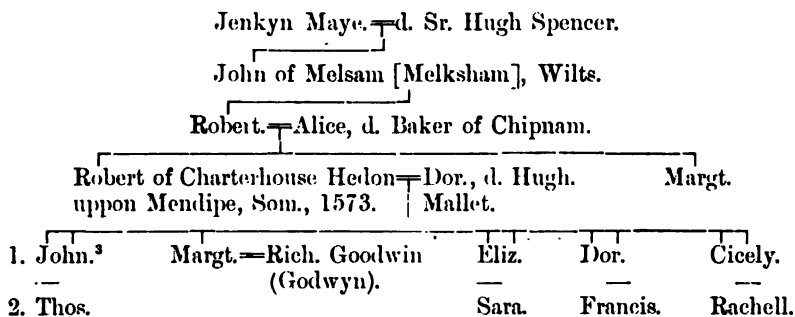 Jenkyn Maye.=d. Sr. Hugh Spencer.
John of Melsam [Melksham], Wilts.
Robert.=Alice, d. Baker of Chipnam.
Robert of Charterhouse Hedon=Dor., d. Hugh. Margt.
uppon Mendipe, Som., 1573. Mallet.
1. John.³ Margt.=Rich. Goodwin Eliz. Dor. Cicely.
(Godwyn).
2. Thos. Sara. Francis. Rachell.